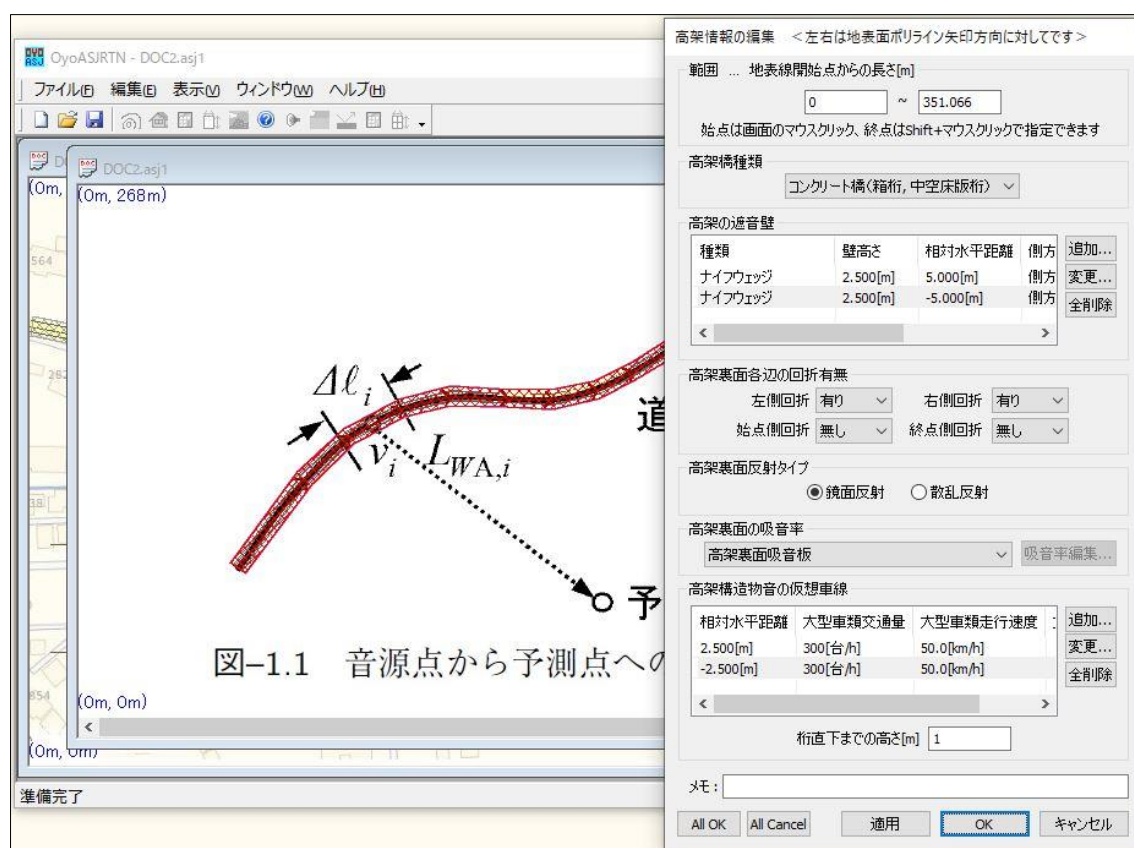 OyoASJRTN - DOC2.asj1
ファイル(F) 編集(E) 表示(V) ウィンドウ(W) ヘルプ(H)
DOC2.asj1
(0m, 268m)
(0m,
564
282
38
854
Δℓi
vi
LWA,i
道
予
図–1.1 音源点から予測点への
(0m, 0m)
(0m, 0m)
準備完了
高架情報の編集 <左右は地表面ポリライン矢印方向に対してです>
範囲 ... 地表線開始点からの長さ[m]
0 ~ 351.066
始点は画面のマウスクリック、終点はShift+マウスクリックで指定できます
高架橋種類
コンクリート橋(箱桁, 中空床版桁)
高架の遮音壁
種類 壁高さ 相対水平距離 側方 追加...
ナイフウェッジ 2.500[m] 5.000[m] 側方 変更...
ナイフウェッジ 2.500[m] -5.000[m] 側方 全削除
高架裏面各辺の回折有無
左側回折 有り 右側回折 有り
始点側回折 無し 終点側回折 無し
高架裏面反射タイプ
鏡面反射 散乱反射
高架裏面の吸音率
高架裏面吸音板 吸音率編集...
高架構造物音の仮想車線
相対水平距離 大型車類交通量 大型車類走行速度 追加...
2.500[m] 300[台/h] 50.0[km/h] 変更...
-2.500[m] 300[台/h] 50.0[km/h] 全削除
桁直下までの高さ[m] 1
メモ:
All OK All Cancel 適用 OK キャンセル